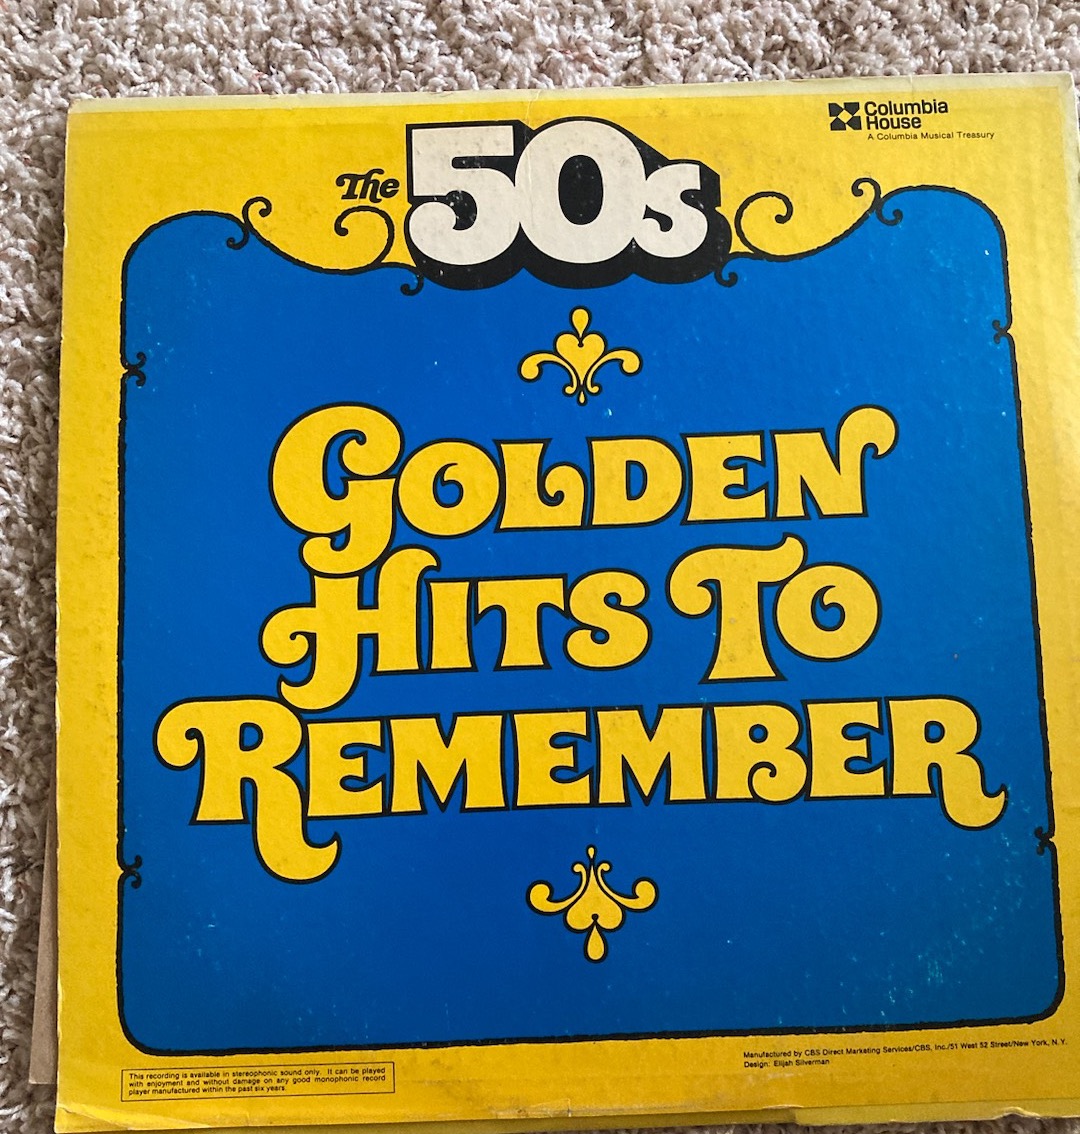 Columbia
House
A Columbia Musical Treasury
The 50s
GOLDEN
HITS TO
REMEMBER
Manufactured by CBS Direct Marketing Services/CBS, Inc./51 West 52 Street/New York, N.Y.
Design: Elijah Silverman
This recording is available in stereophonic sound only. It can be played
with enjoyment and without damage on any good monophonic record
player manufactured within the past six years.